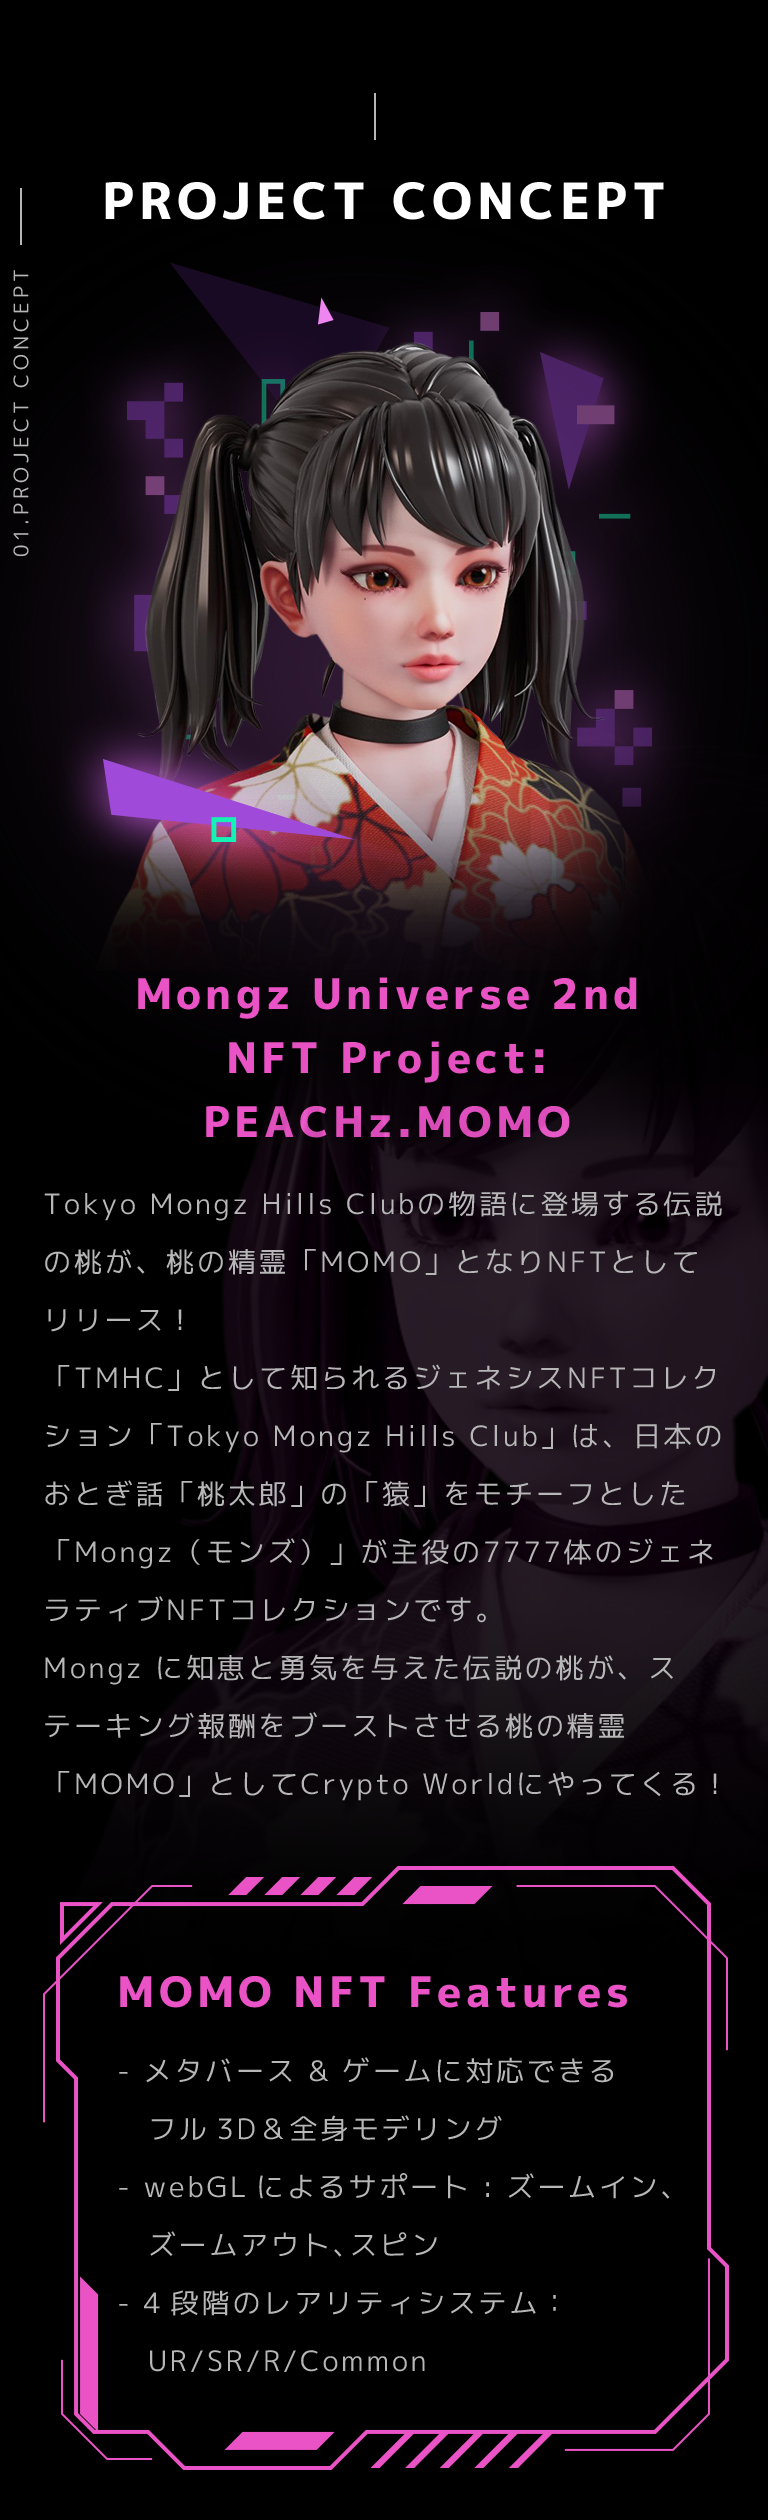 PROJECT CONCEPT
01.PROJECT CONCEPT
Mongz Universe 2nd
NFT Project:
PEACHz.MOMO
Tokyo Mongz Hills Clubの物語に登場する伝説
の桃が、桃の精霊「MOMO」となりNFTとして
リリース！
「TMHC」として知られるジェネシスNFTコレク
ション「Tokyo Mongz Hills Club」は、日本の
おとぎ話「桃太郎」の「猿」をモチーフとした
「Mongz（モンズ）」が主役の7777体のジェネ
ラティブNFTコレクションです。
Mongz に知恵と勇気を与えた伝説の桃が、ス
テーキング報酬をブーストさせる桃の精霊
「MOMO」としてCrypto Worldにやってくる！
MOMO NFT Features
- メタバース & ゲームに対応できる
フル 3D＆全身モデリング
- webGL によるサポート : ズームイン、
ズームアウト、スピン
- 4 段階のレアリティシステム :
UR/SR/R/Common